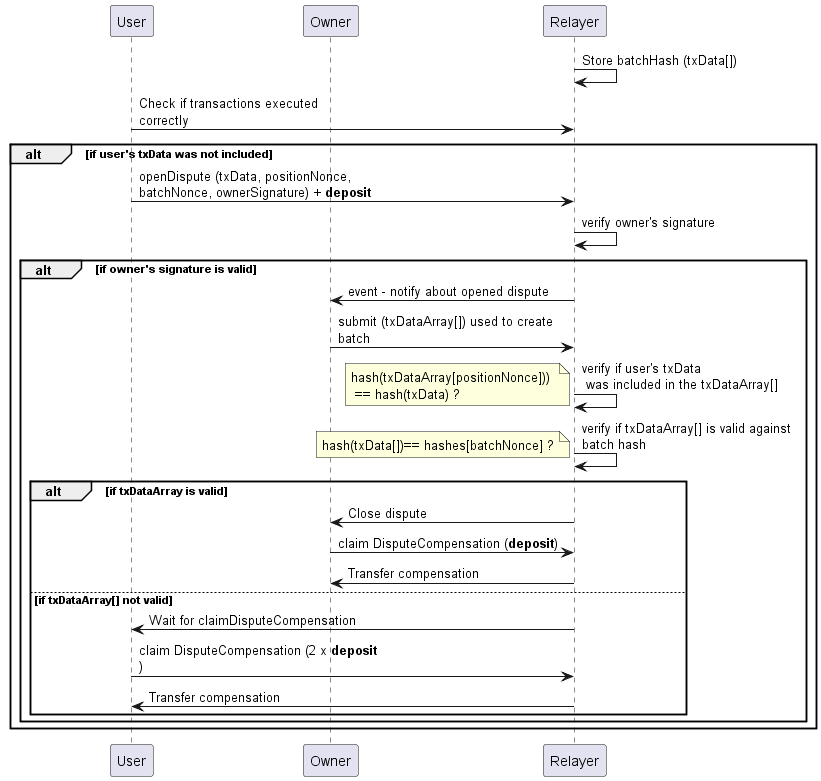 User
Owner
Relayer
Store batchHash (txData[])
Check if transactions executed
correctly
alt
[if user's txData was not included]
openDispute (txData, positionNonce,
batchNonce, ownerSignature) + deposit
verify owner's signature
alt
[if owner's signature is valid]
event - notify about opened dispute
submit (txDataArray[]) used to create
batch
hash(txDataArray[positionNonce]))
== hash(txData) ?
verify if user's txData
was included in the txDataArray[]
hash(txData[])== hashes[batchNonce] ?
verify if txDataArray[] is valid against
batch hash
alt
[if txDataArray is valid]
Close dispute
claim DisputeCompensation (deposit)
Transfer compensation
[if txDataArray[] not valid]
Wait for claimDisputeCompensation
claim DisputeCompensation (2 x deposit
)
Transfer compensation
User
Owner
Relayer